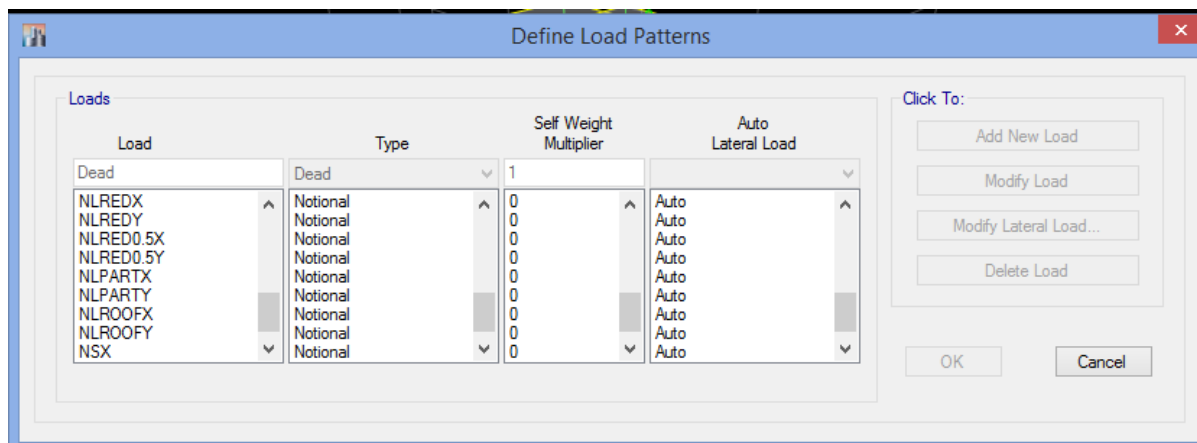 Define Load Patterns
Loads
Click To:
Load Type Self Weight Multiplier Auto Lateral Load
Dead Dead 1
NLREDX Notional 0 Auto
NLREDY Notional 0 Auto
NLRED0.5X Notional 0 Auto
NLRED0.5Y Notional 0 Auto
NLPARTX Notional 0 Auto
NLPARTY Notional 0 Auto
NLROOFX Notional 0 Auto
NLROOFY Notional 0 Auto
NSX Notional 0 Auto
Add New Load
Modify Load
Modify Lateral Load...
Delete Load
OK Cancel